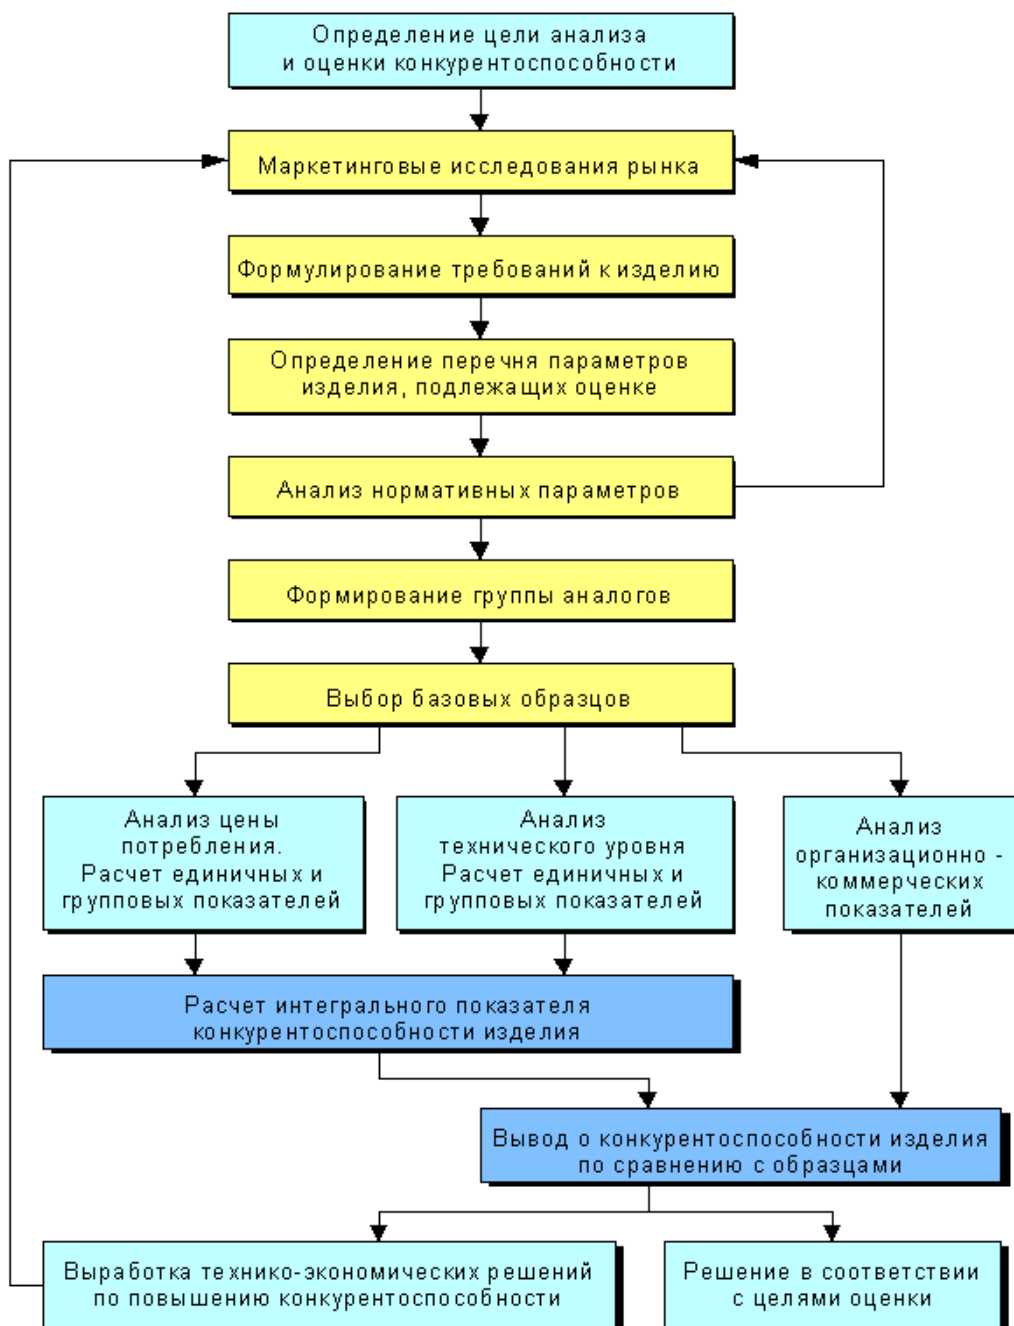 Определение цели анализа
и оценки конкурентоспособности
Маркетинговые исследования рынка
Формулирование требований к изделию
Определение перечня параметров
изделия, подлежащих оценке
Анализ нормативных параметров
Формирование группы аналогов
Выбор базовых образцов
Анализ цены
потребления.
Расчет единичных и
групповых показателей
Анализ
технического уровня
Расчет единичных и
групповых показателей
Анализ
организационно -
коммерческих
показателей
Расчет интегрального показателя
конкурентоспособности изделия
Вывод о конкурентоспособности изделия
по сравнению с образцами
Выработка технико-экономических решений
по повышению конкурентоспособности
Решение в соответствии
с целями оценки